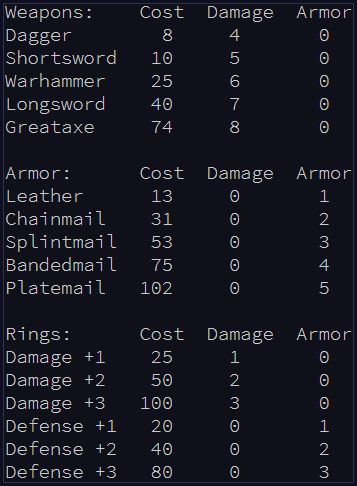 Weapons:    Cost  Damage  Armor
Dagger        8     4       0
Shortsword   10     5       0
Warhammer    25     6       0
Longsword    40     7       0
Greataxe     74     8       0

Armor:      Cost  Damage  Armor
Leather      13     0       1
Chainmail    31     0       2
Splintmail   53     0       3
Bandedmail   75     0       4
Platemail   102     0       5

Rings:      Cost  Damage  Armor
Damage +1    25     1       0
Damage +2    50     2       0
Damage +3   100     3       0
Defense +1   20     0       1
Defense +2   40     0       2
Defense +3   80     0       3